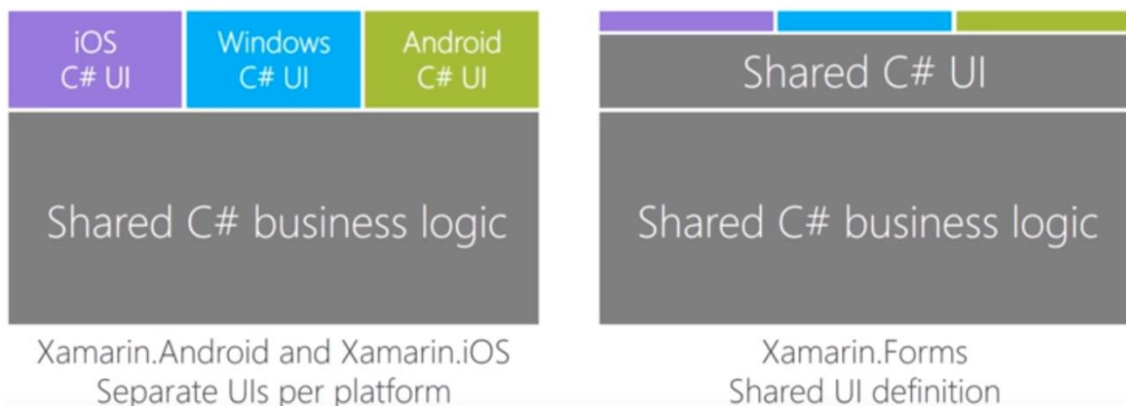 iOS
C# UI
Windows
C# UI
Android
C# UI
Shared C# business logic
Xamarin.Android and Xamarin.iOS
Separate UIs per platform
Shared C# UI
Shared C# business logic
Xamarin.Forms
Shared UI definition